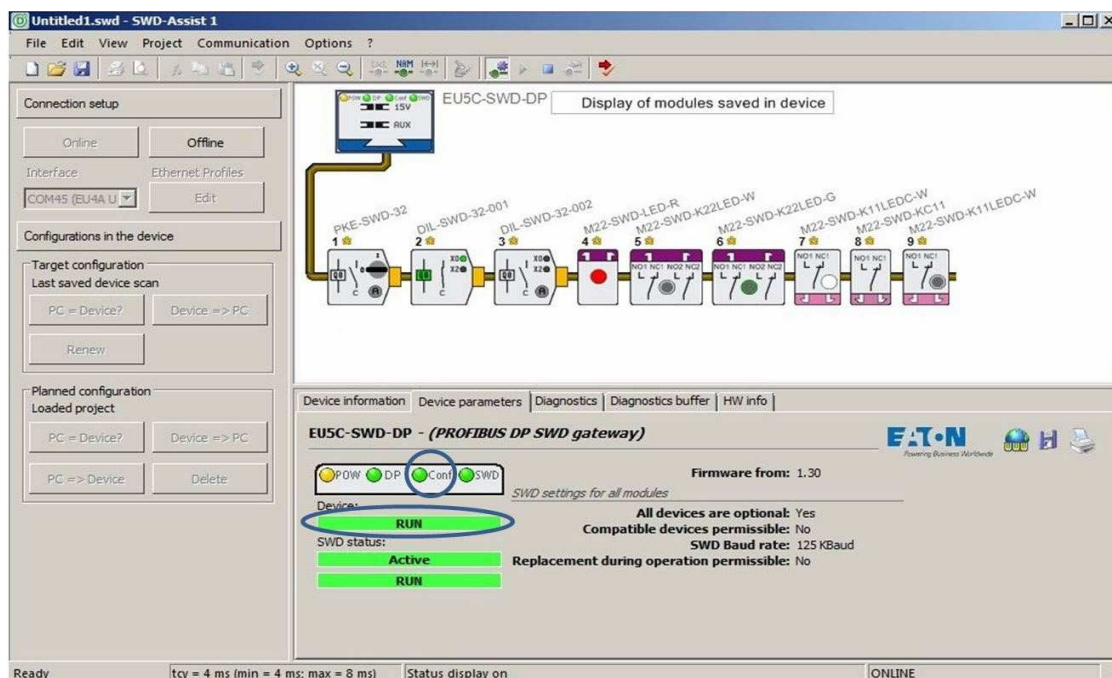 Untitled1.swd - SWD-Assist 1
File Edit View Project Communication Options ?
NAM
Connection setup
Online Offline
Interface Ethernet Profiles
COM45 (EU4A U Edit
Configurations in the device
Target configuration
Last saved device scan
PC = Device? Device => PC
Renew
Planned configuration
Loaded project
PC = Device? Device => PC
PC => Device Delete
POW DP Conf SWD
15V
AUX
EU5C-SWD-DP
Display of modules saved in device
PKE-SWD-32 DIL-SWD-32-001 DIL-SWD-32-002 M22-SWD-LED-R M22-SWD-K22LED-W M22-SWD-K22LED-G M22-SWD-K11LEDC-W M22-SWD-KC11 M22-SWD-K11LEDC-W
1 2 3 4 5 6 7 8 9
Device information Device parameters Diagnostics Diagnostics buffer HW info
EU5C-SWD-DP - (PROFIBUS DP SWD gateway)
EATON
Powering Business Worldwide
POW DP Conf SWD
Firmware from: 1.30
SWD settings for all modules
Device:
RUN
All devices are optional: Yes
Compatible devices permissible: No
SWD status:
SWD Baud rate: 125 KBaud
Active
Replacement during operation permissible: No
RUN
Ready tcy = 4 ms (min = 4 ms; max = 8 ms) Status display on ONLINE